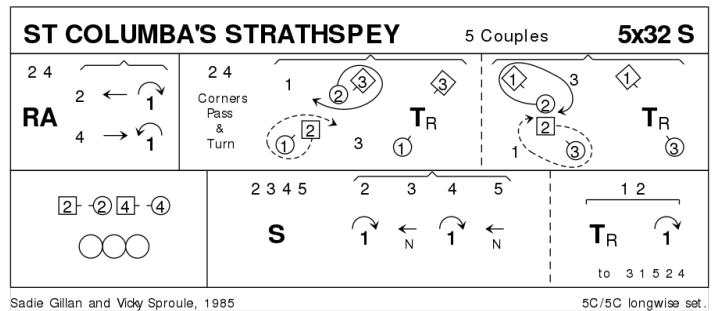 ST COLUMBA'S STRATHSPEY 5 Couples 5x32 S
2 4
RA
2 1
4 1
2 4
Corners
Pass
&
Turn
1 2 3 3
TR
1 2 3 1
1 2 3 1
TR
1 2 3 3
2 2 4 4
2 3 4 5
S
2 3 4 5
1 N 1 N
1 2
TR 1
to 3 1 5 2 4
Sadie Gillan and Vicky Sproule, 1985 5C/5C longwise set.